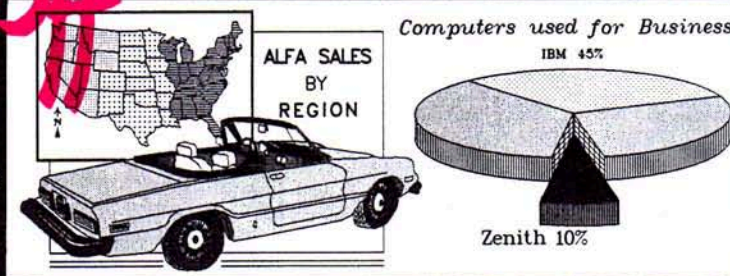 ALFA SALES
BY
REGION
N
Computers used for Business
IBM 45%
Zenith 10%